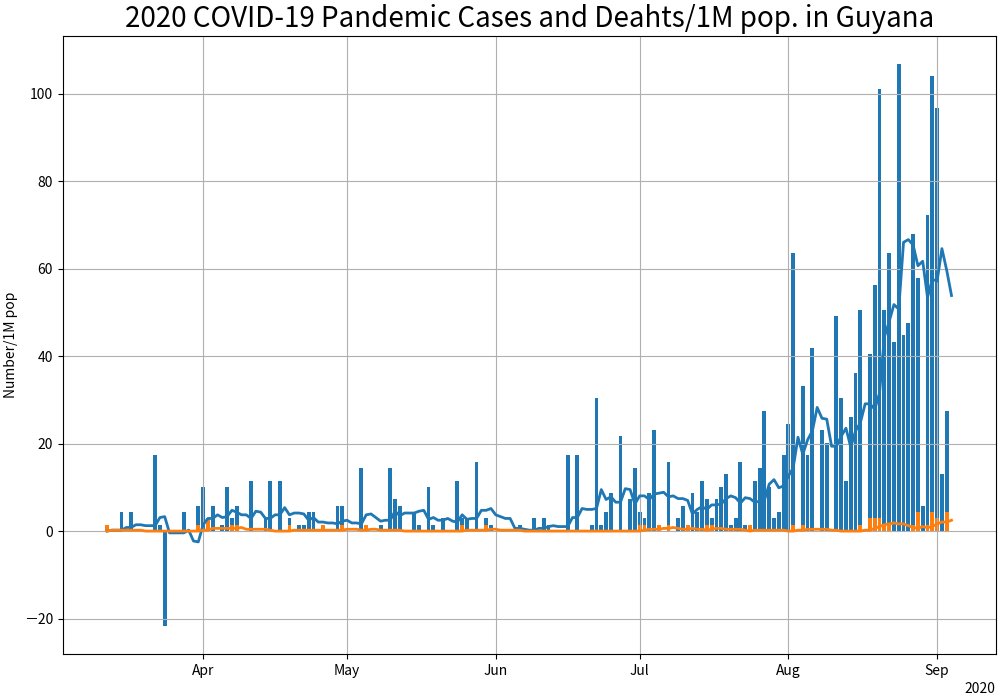 2020 COVID-19 Pandemic Cases and Deahts/1M pop. in Guyana
Number/1M pop
100
80
60
40
20
0
−20
Apr May Jun Jul Aug Sep
2020